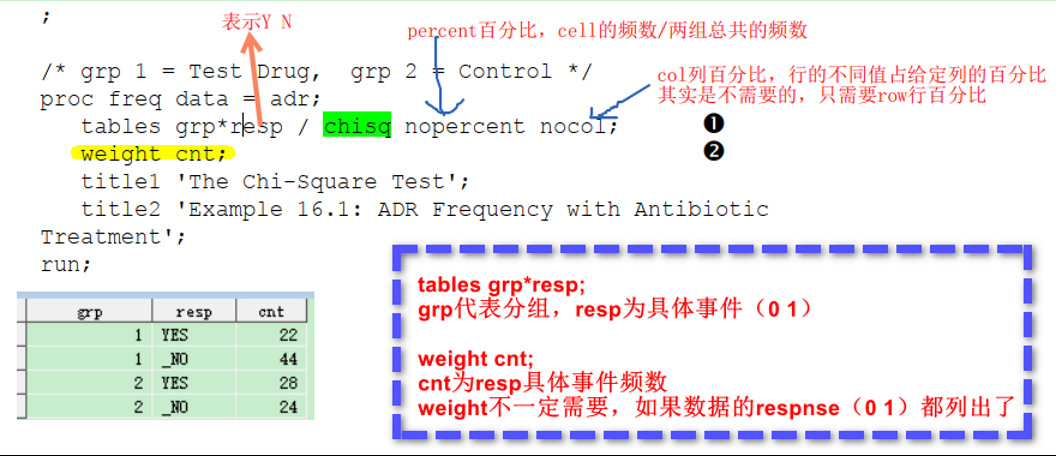 ;
表示Y N
percent百分比，cell的频数/两组总共的频数
/* grp 1 = Test Drug,  grp 2 = Control */
col列百分比，行的不同值占给定列的百分比
其实是不需要的，只需要row行百分比
proc freq data = adr;
tables grp*resp / chisq nopercent nocol; ❶
weight cnt; ❷
title1 'The Chi-Square Test';
title2 'Example 16.1: ADR Frequency with Antibiotic
Treatment';
run;
grp resp cnt
1 YES 22
1 _NO 44
2 YES 28
2 _NO 24
tables grp*resp;
grp代表分组，resp为具体事件（0 1）
weight cnt;
cnt为resp具体事件频数
weight不一定需要，如果数据的respnse（0 1）都列出了